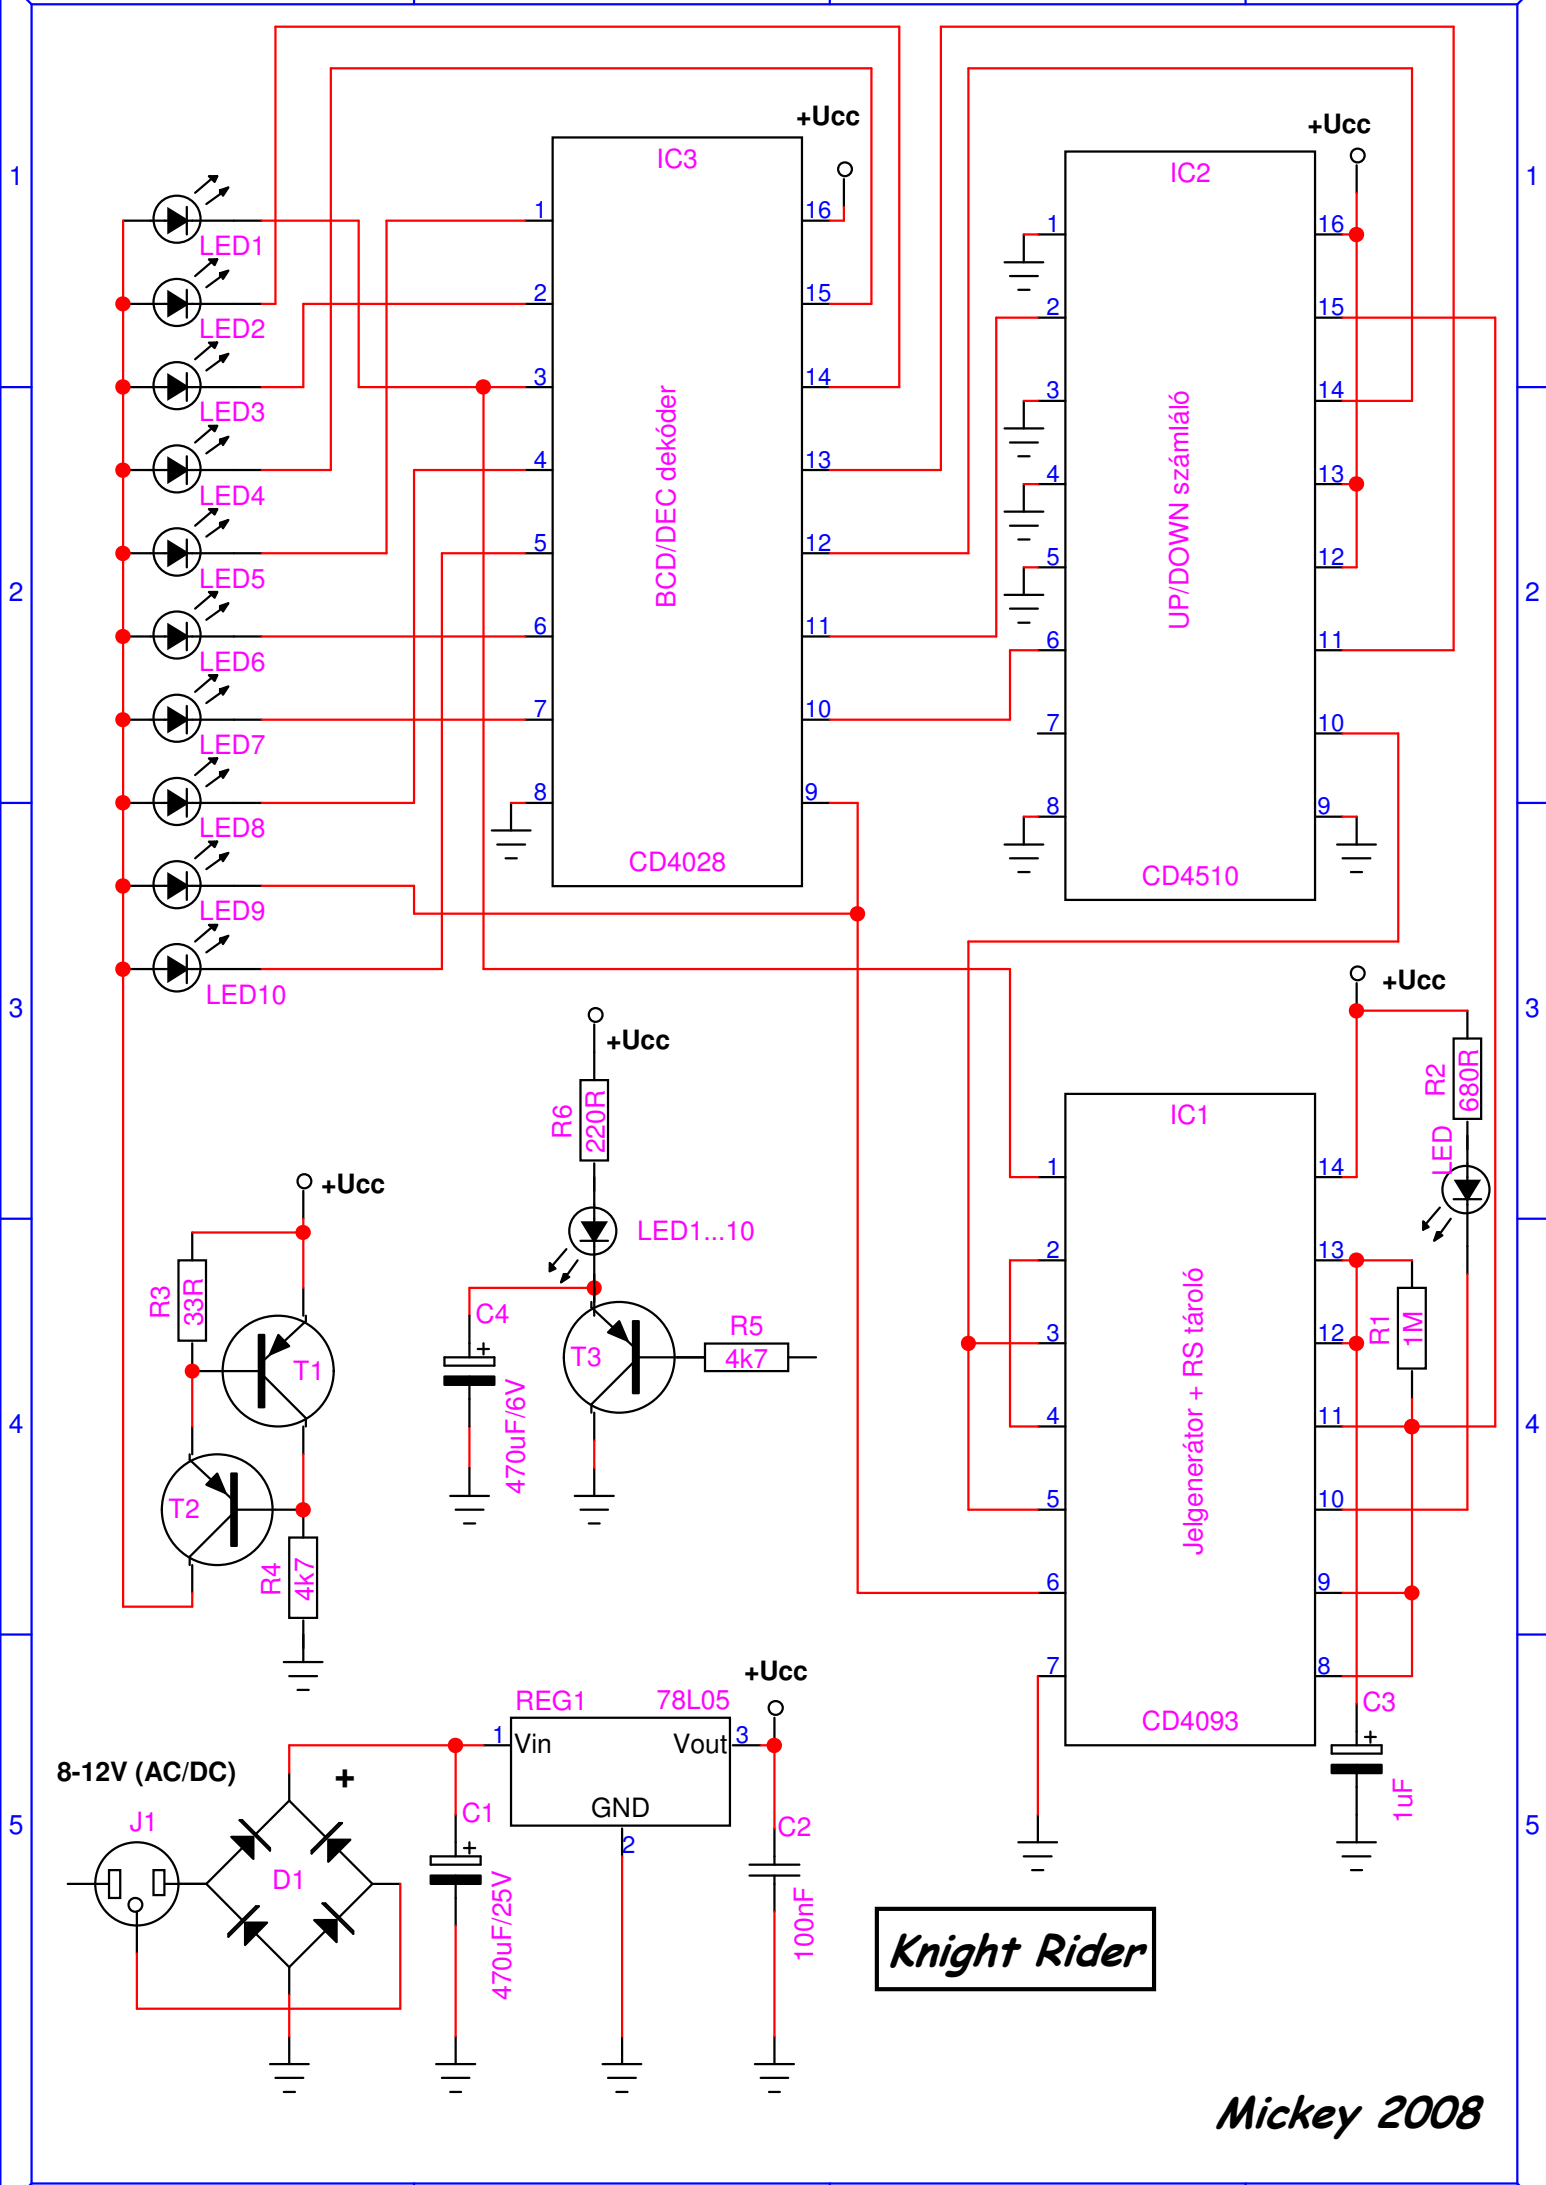 +Ucc
+Ucc
1
1
IC3
IC2
LED1
LED2
LED3
LED4
LED5
LED6
LED7
LED8
LED9
LED10
1
2
3
4
5
6
7
8
16
15
14
13
12
11
10
9
BCD/DEC dekóder
CD4028
1
2
3
4
5
6
7
8
16
15
14
13
12
11
10
9
UP/DOWN számláló
CD4510
2
2
3
3
+Ucc
+Ucc
R6
220R
LED1...10
C4
+
470uF/6V
T3
R5
4k7
+Ucc
R3
33R
T1
T2
R4
4k7
R2
680R
LED
IC1
1
2
3
4
5
6
7
14
13
12
11
10
9
8
Jelgenerátor + RS tároló
CD4093
R1
1M
C3
+
1uF
4
4
+Ucc
REG1
78L05
1
Vin
Vout
3
GND
2
8-12V (AC/DC)
+
J1
D1
C1
+
470uF/25V
C2
100nF
5
5
Knight Rider
Mickey 2008